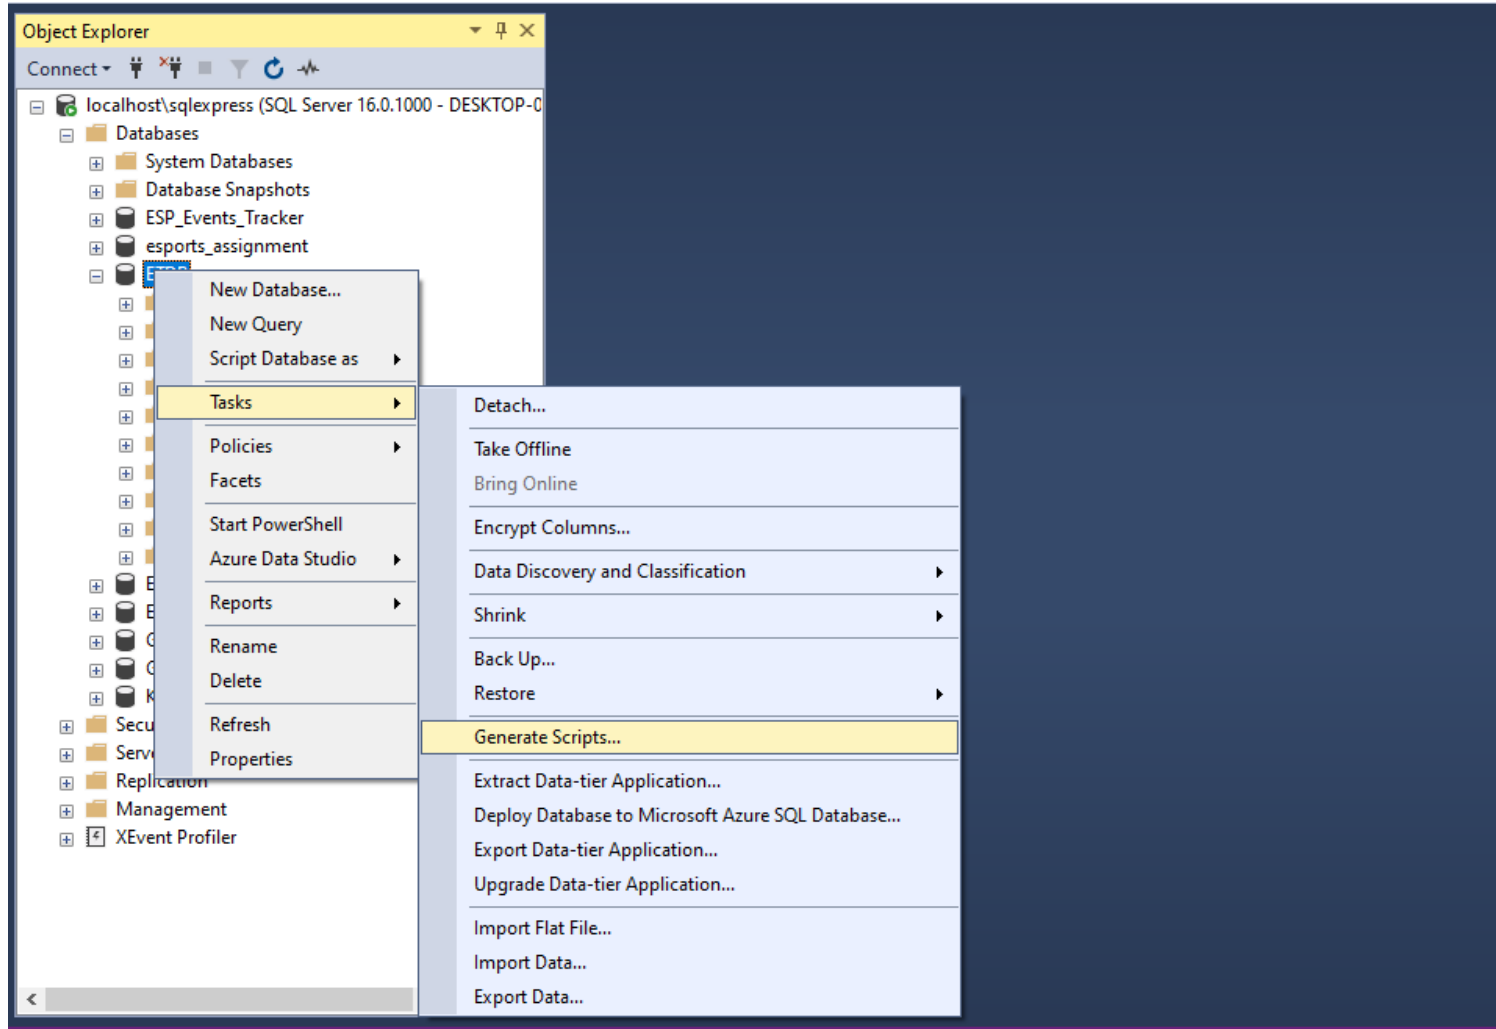 Object Explorer
Connect
localhost\sqlexpress (SQL Server 16.0.1000 - DESKTOP-0
Databases
System Databases
Database Snapshots
ESP_Events_Tracker
esports_assignment
New Database...
New Query
Script Database as
Tasks
Policies
Facets
Start PowerShell
Azure Data Studio
Reports
Rename
Delete
Refresh
Properties
Detach...
Take Offline
Bring Online
Encrypt Columns...
Data Discovery and Classification
Shrink
Back Up...
Restore
Generate Scripts...
Extract Data-tier Application...
Deploy Database to Microsoft Azure SQL Database...
Export Data-tier Application...
Upgrade Data-tier Application...
Import Flat File...
Import Data...
Export Data...
E
E
G
G
K
Secu
Serv
Replication
Management
XEvent Profiler